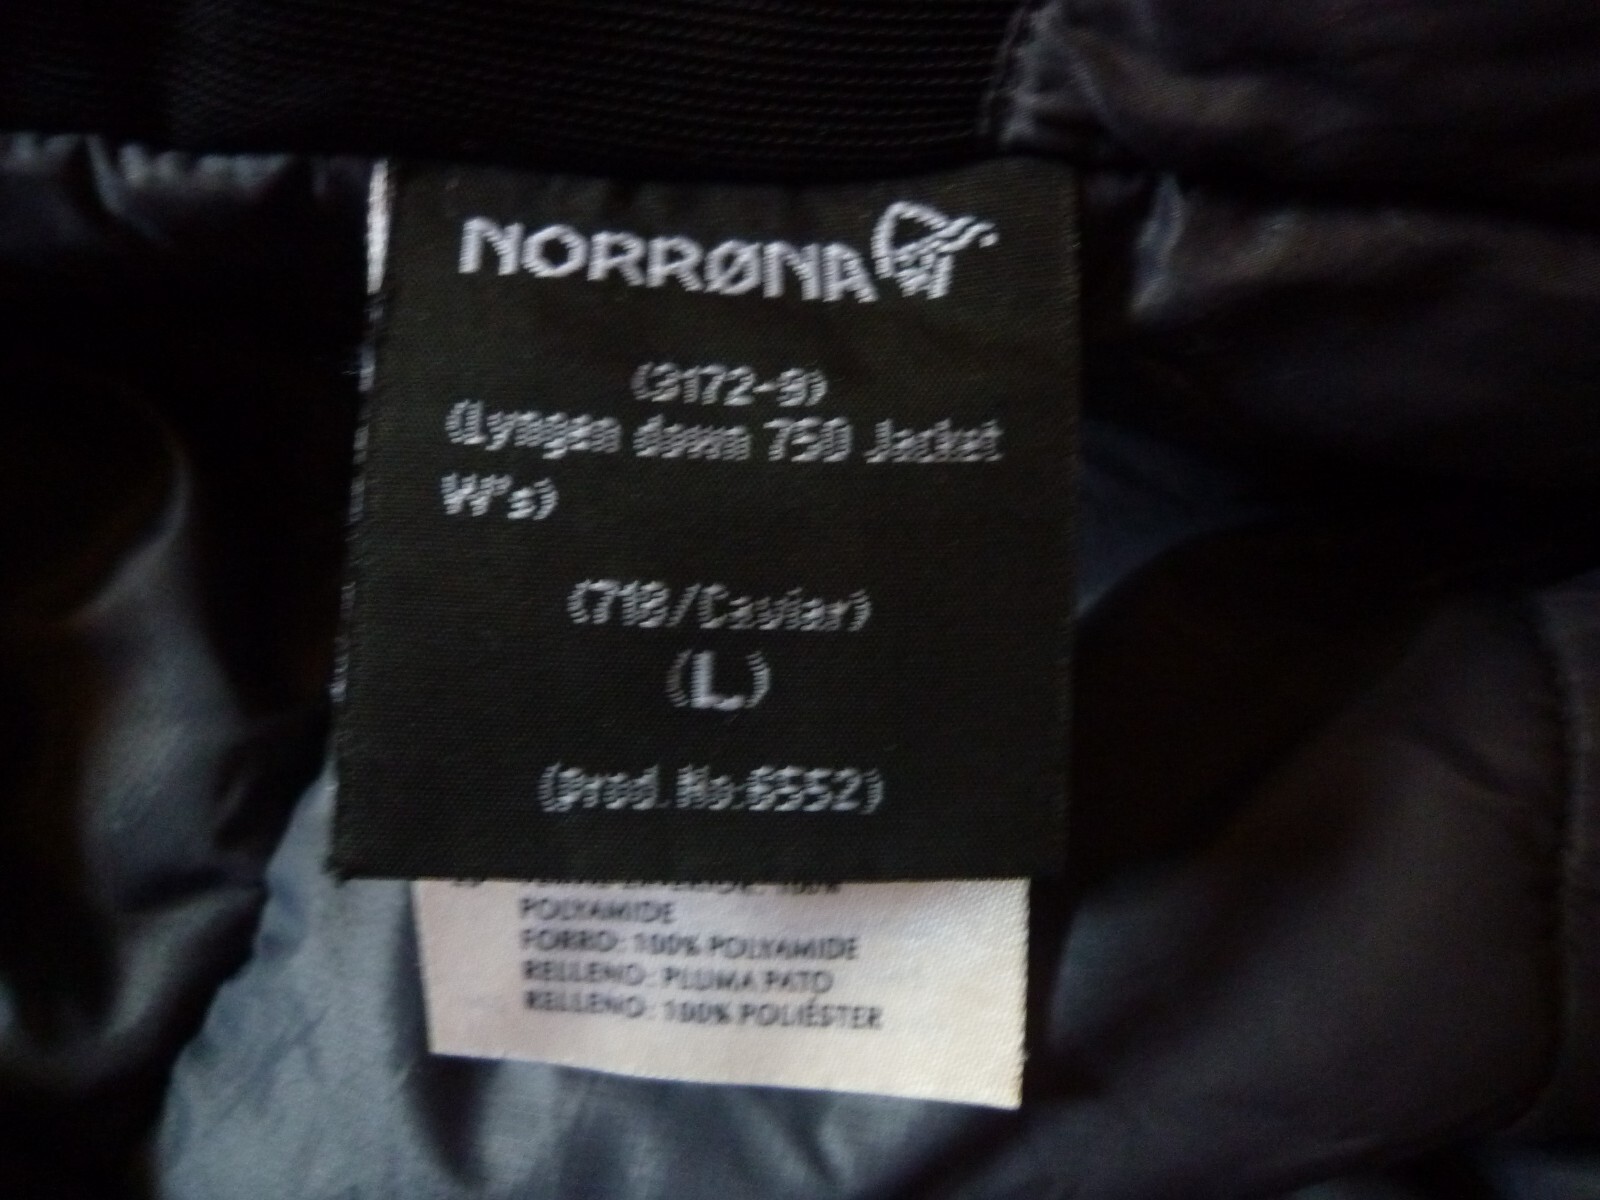 NORRØNA
(3172-9)
(Lyngen down 750 Jacket
W's)
(718/Caviar)
(L)
(Prod.No:6552)
100%
POLYAMIDE
FORRO: 100% POLYAMIDE
RELLENO: PLUMA PATO
RELLENO: 100% POLIÉSTER